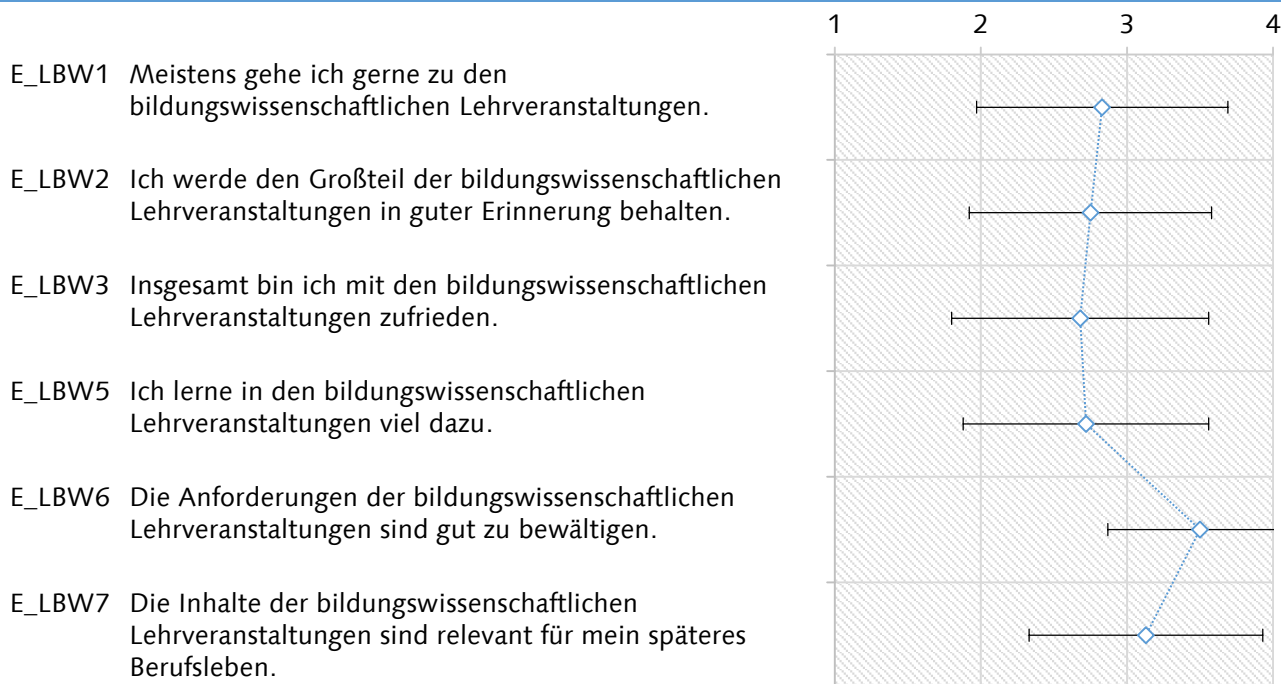 1 2 3 4
E_LBW1 Meistens gehe ich gerne zu den
bildungswissenschaftlichen Lehrveranstaltungen.
E_LBW2 Ich werde den Großteil der bildungswissenschaftlichen
Lehrveranstaltungen in guter Erinnerung behalten.
E_LBW3 Insgesamt bin ich mit den bildungswissenschaftlichen
Lehrveranstaltungen zufrieden.
E_LBW5 Ich lerne in den bildungswissenschaftlichen
Lehrveranstaltungen viel dazu.
E_LBW6 Die Anforderungen der bildungswissenschaftlichen
Lehrveranstaltungen sind gut zu bewältigen.
E_LBW7 Die Inhalte der bildungswissenschaftlichen
Lehrveranstaltungen sind relevant für mein späteres
Berufsleben.